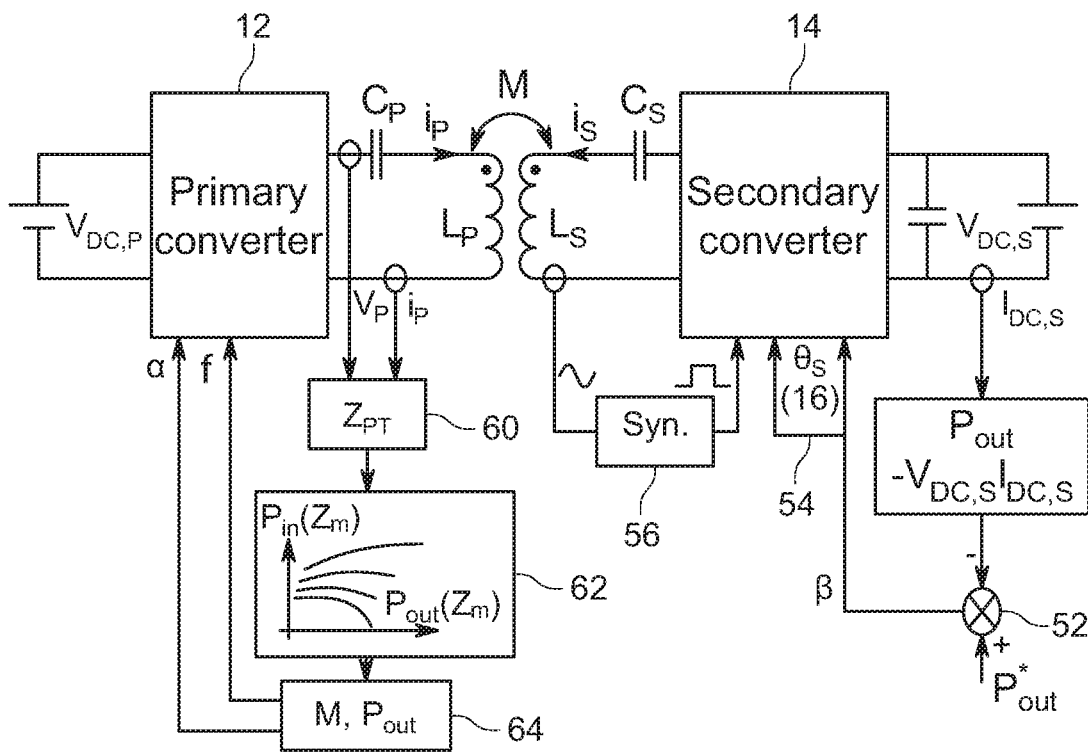 12
14
M
C_P
C_S
i_P
i_S
Primary
converter
Secondary
converter
V_DC,P
L_P
L_S
V_DC,S
V_P
i_P
I_DC,S
α
f
θ_S
(16)
Z_PT
60
Syn.
P_out
-V_DC,S I_DC,S
54
56
P_in(Z_m)
62
P_out(Z_m)
-
β
52
+
P*_out
M, P_out
64